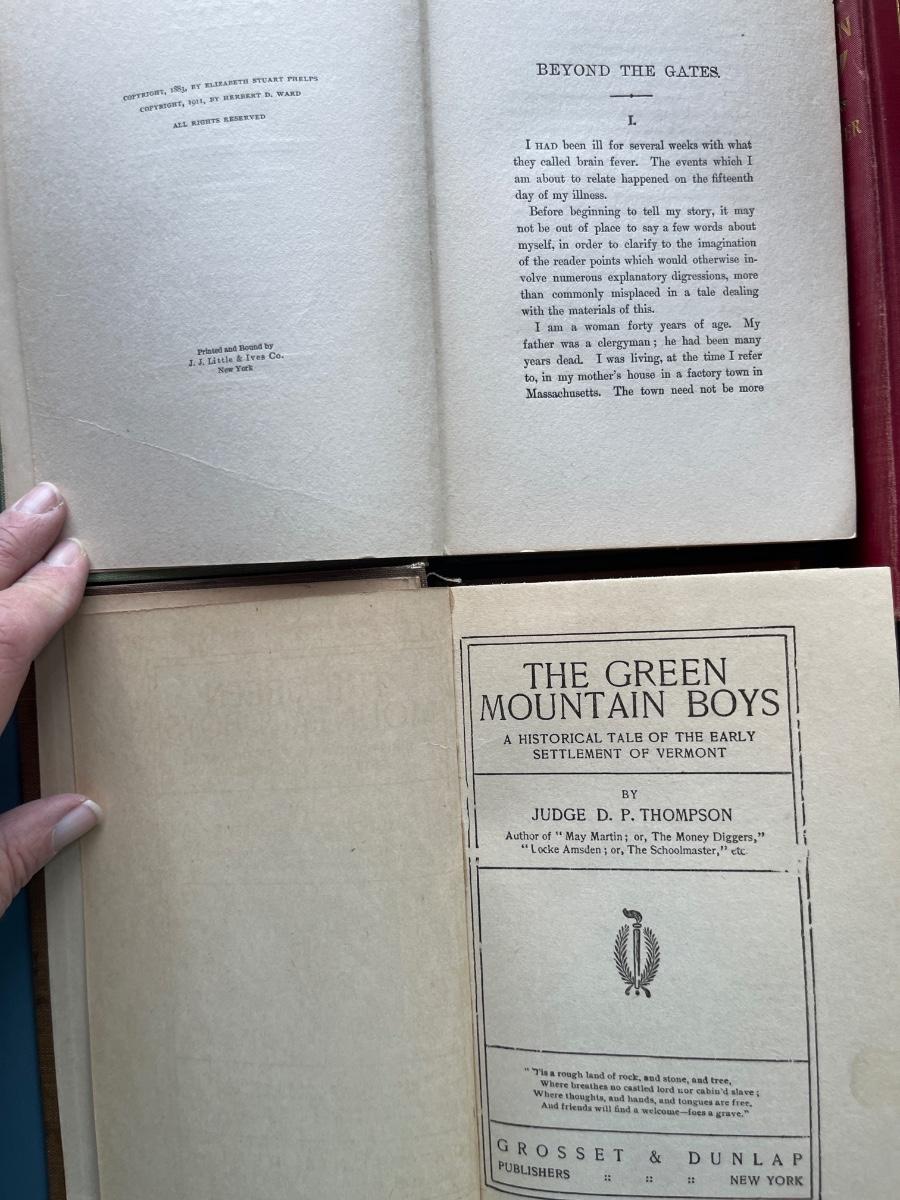 COPYRIGHT, 1883, BY ELIZABETH STUART PHELPS
COPYRIGHT, 1911, BY HERBERT D. WARD
ALL RIGHTS RESERVED
Printed and Bound by
J. J. Little & Ives Co.
New York
BEYOND THE GATES.
I.
I HAD been ill for several weeks with what
they called brain fever. The events which I
am about to relate happened on the fifteenth
day of my illness.
Before beginning to tell my story, it may
not be out of place to say a few words about
myself, in order to clarify to the imagination
of the reader points which would otherwise in-
volve numerous explanatory digressions, more
than commonly misplaced in a tale dealing
with the materials of this.
I am a woman forty years of age. My
father was a clergyman; he had been many
years dead. I was living, at the time I refer
to, in my mother's house in a factory town in
Massachusetts. The town need not be more
THE GREEN
MOUNTAIN BOYS
A HISTORICAL TALE OF THE EARLY
SETTLEMENT OF VERMONT
BY
JUDGE D. P. THOMPSON
Author of "May Martin; or, The Money Diggers,"
"Locke Amsden; or, The Schoolmaster," etc.
"'Tis a rough land of rock, and stone, and tree,
Where breathes no castled lord nor cabin'd slave;
Where thoughts, and hands, and tongues are free,
And friends will find a welcome—foes a grave."
GROSSET & DUNLAP
PUBLISHERS :: :: :: NEW YORK